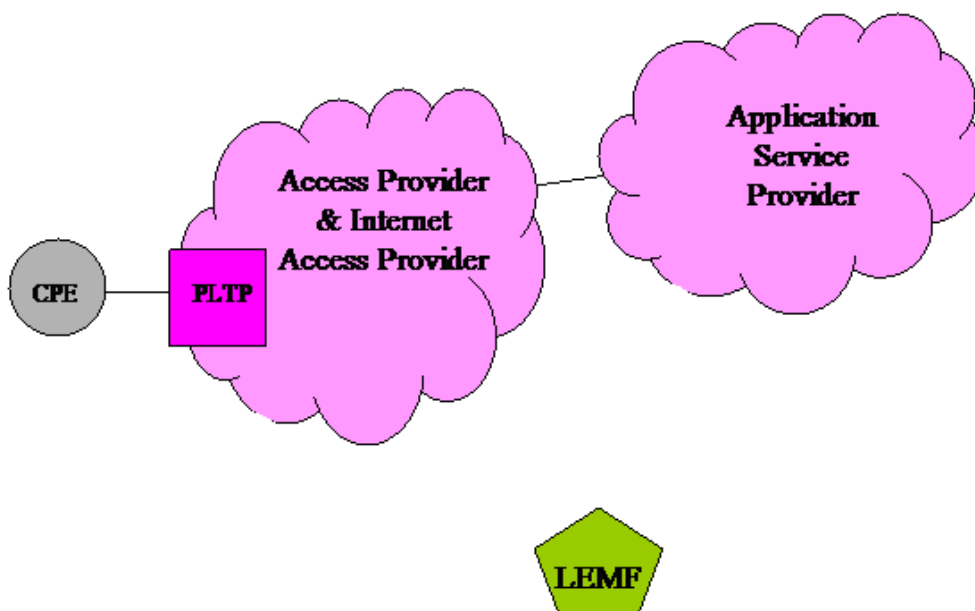 Application
Service
Provider
Access Provider
& Internet
Access Provider
CPE
PLTP
LEMF